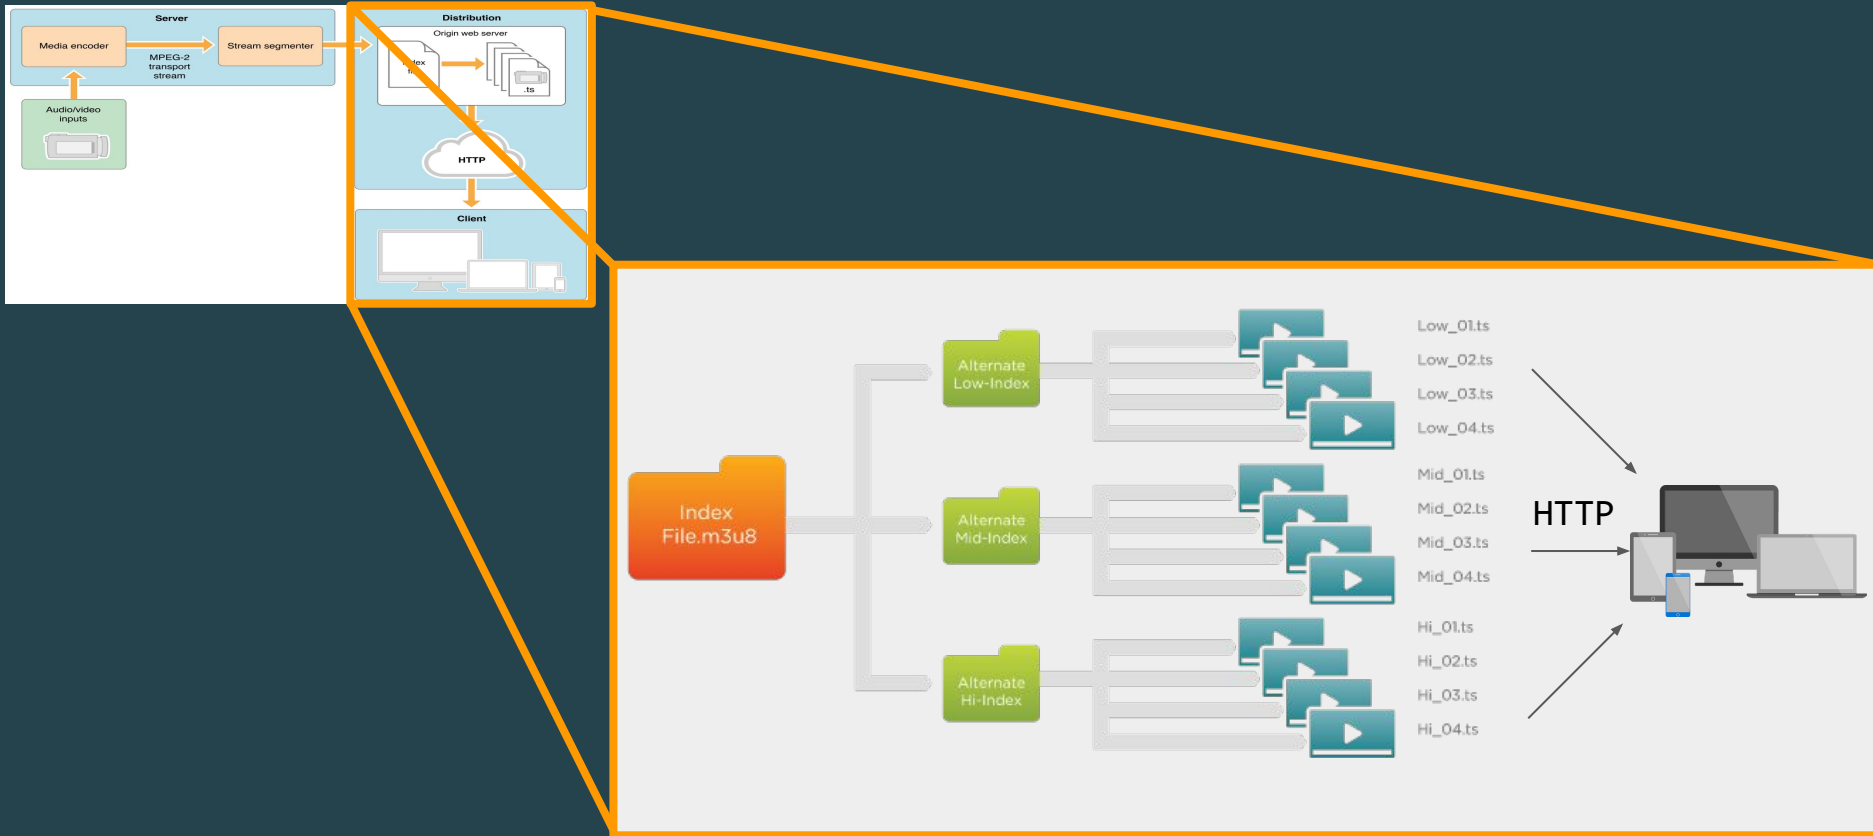 Server
Media encoder
MPEG-2
transport
stream
Stream segmenter
Audio/video
inputs
Distribution
Origin web server
.ts
HTTP
Client
Index
File.m3u8
Alternate
Low-Index
Alternate
Mid-Index
Alternate
Hi-Index
Low_01.ts
Low_02.ts
Low_03.ts
Low_04.ts
Mid_01.ts
Mid_02.ts
Mid_03.ts
Mid_04.ts
Hi_01.ts
Hi_02.ts
Hi_03.ts
Hi_04.ts
HTTP